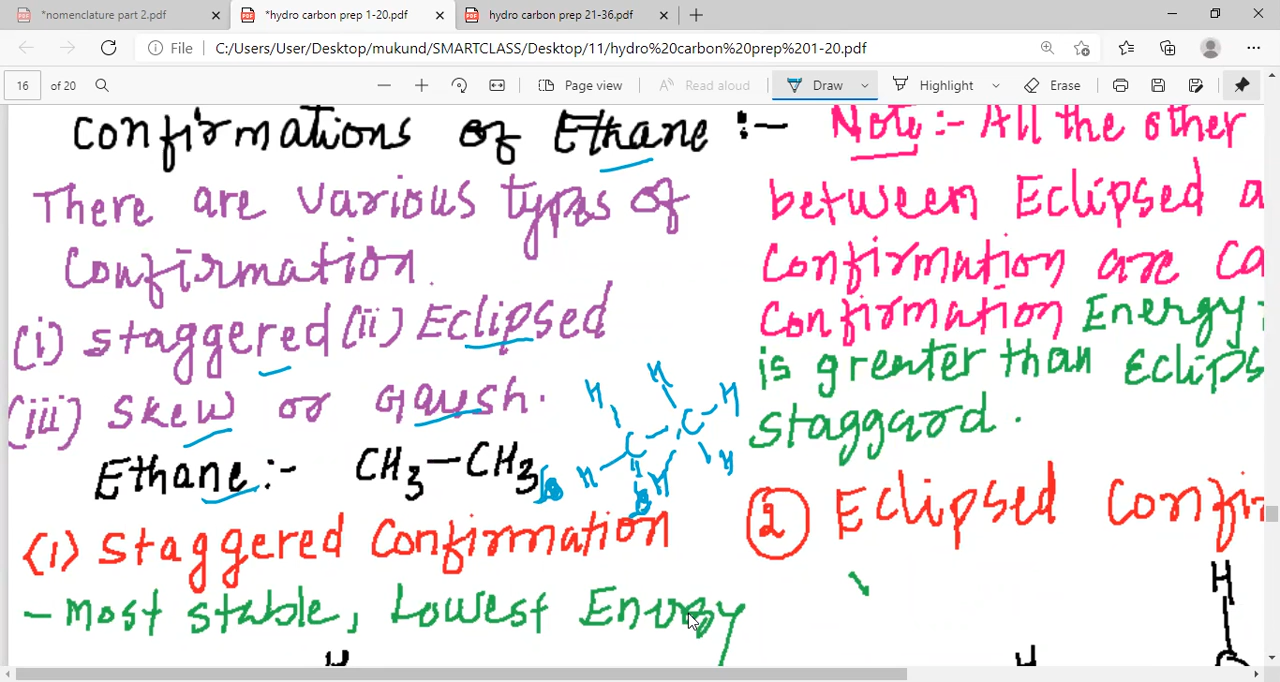 *nomenclature part 2.pdf
*hydro carbon prep 1-20.pdf
hydro carbon prep 21-36.pdf
File
C:/Users/User/Desktop/mukund/SMARTCLASS/Desktop/11/hydro%20carbon%20prep%201-20.pdf
16 of 20
Page view
Read aloud
Draw
Highlight
Erase
Confirmations of Ethane :-
There are various types of
Confirmation.
(i) staggered (ii) Eclipsed
(iii) Skew or Gaush.
Ethane :- CH3-CH3
H H H
C C
H H H
(i) Staggered Confirmation
- Most stable, Lowest Energy
H
Note :- All the other
between Eclipsed a
Confirmation are Ca
Confirmation Energy
is greater than Eclips
staggard.
2 Eclipsed Confir
H
H C